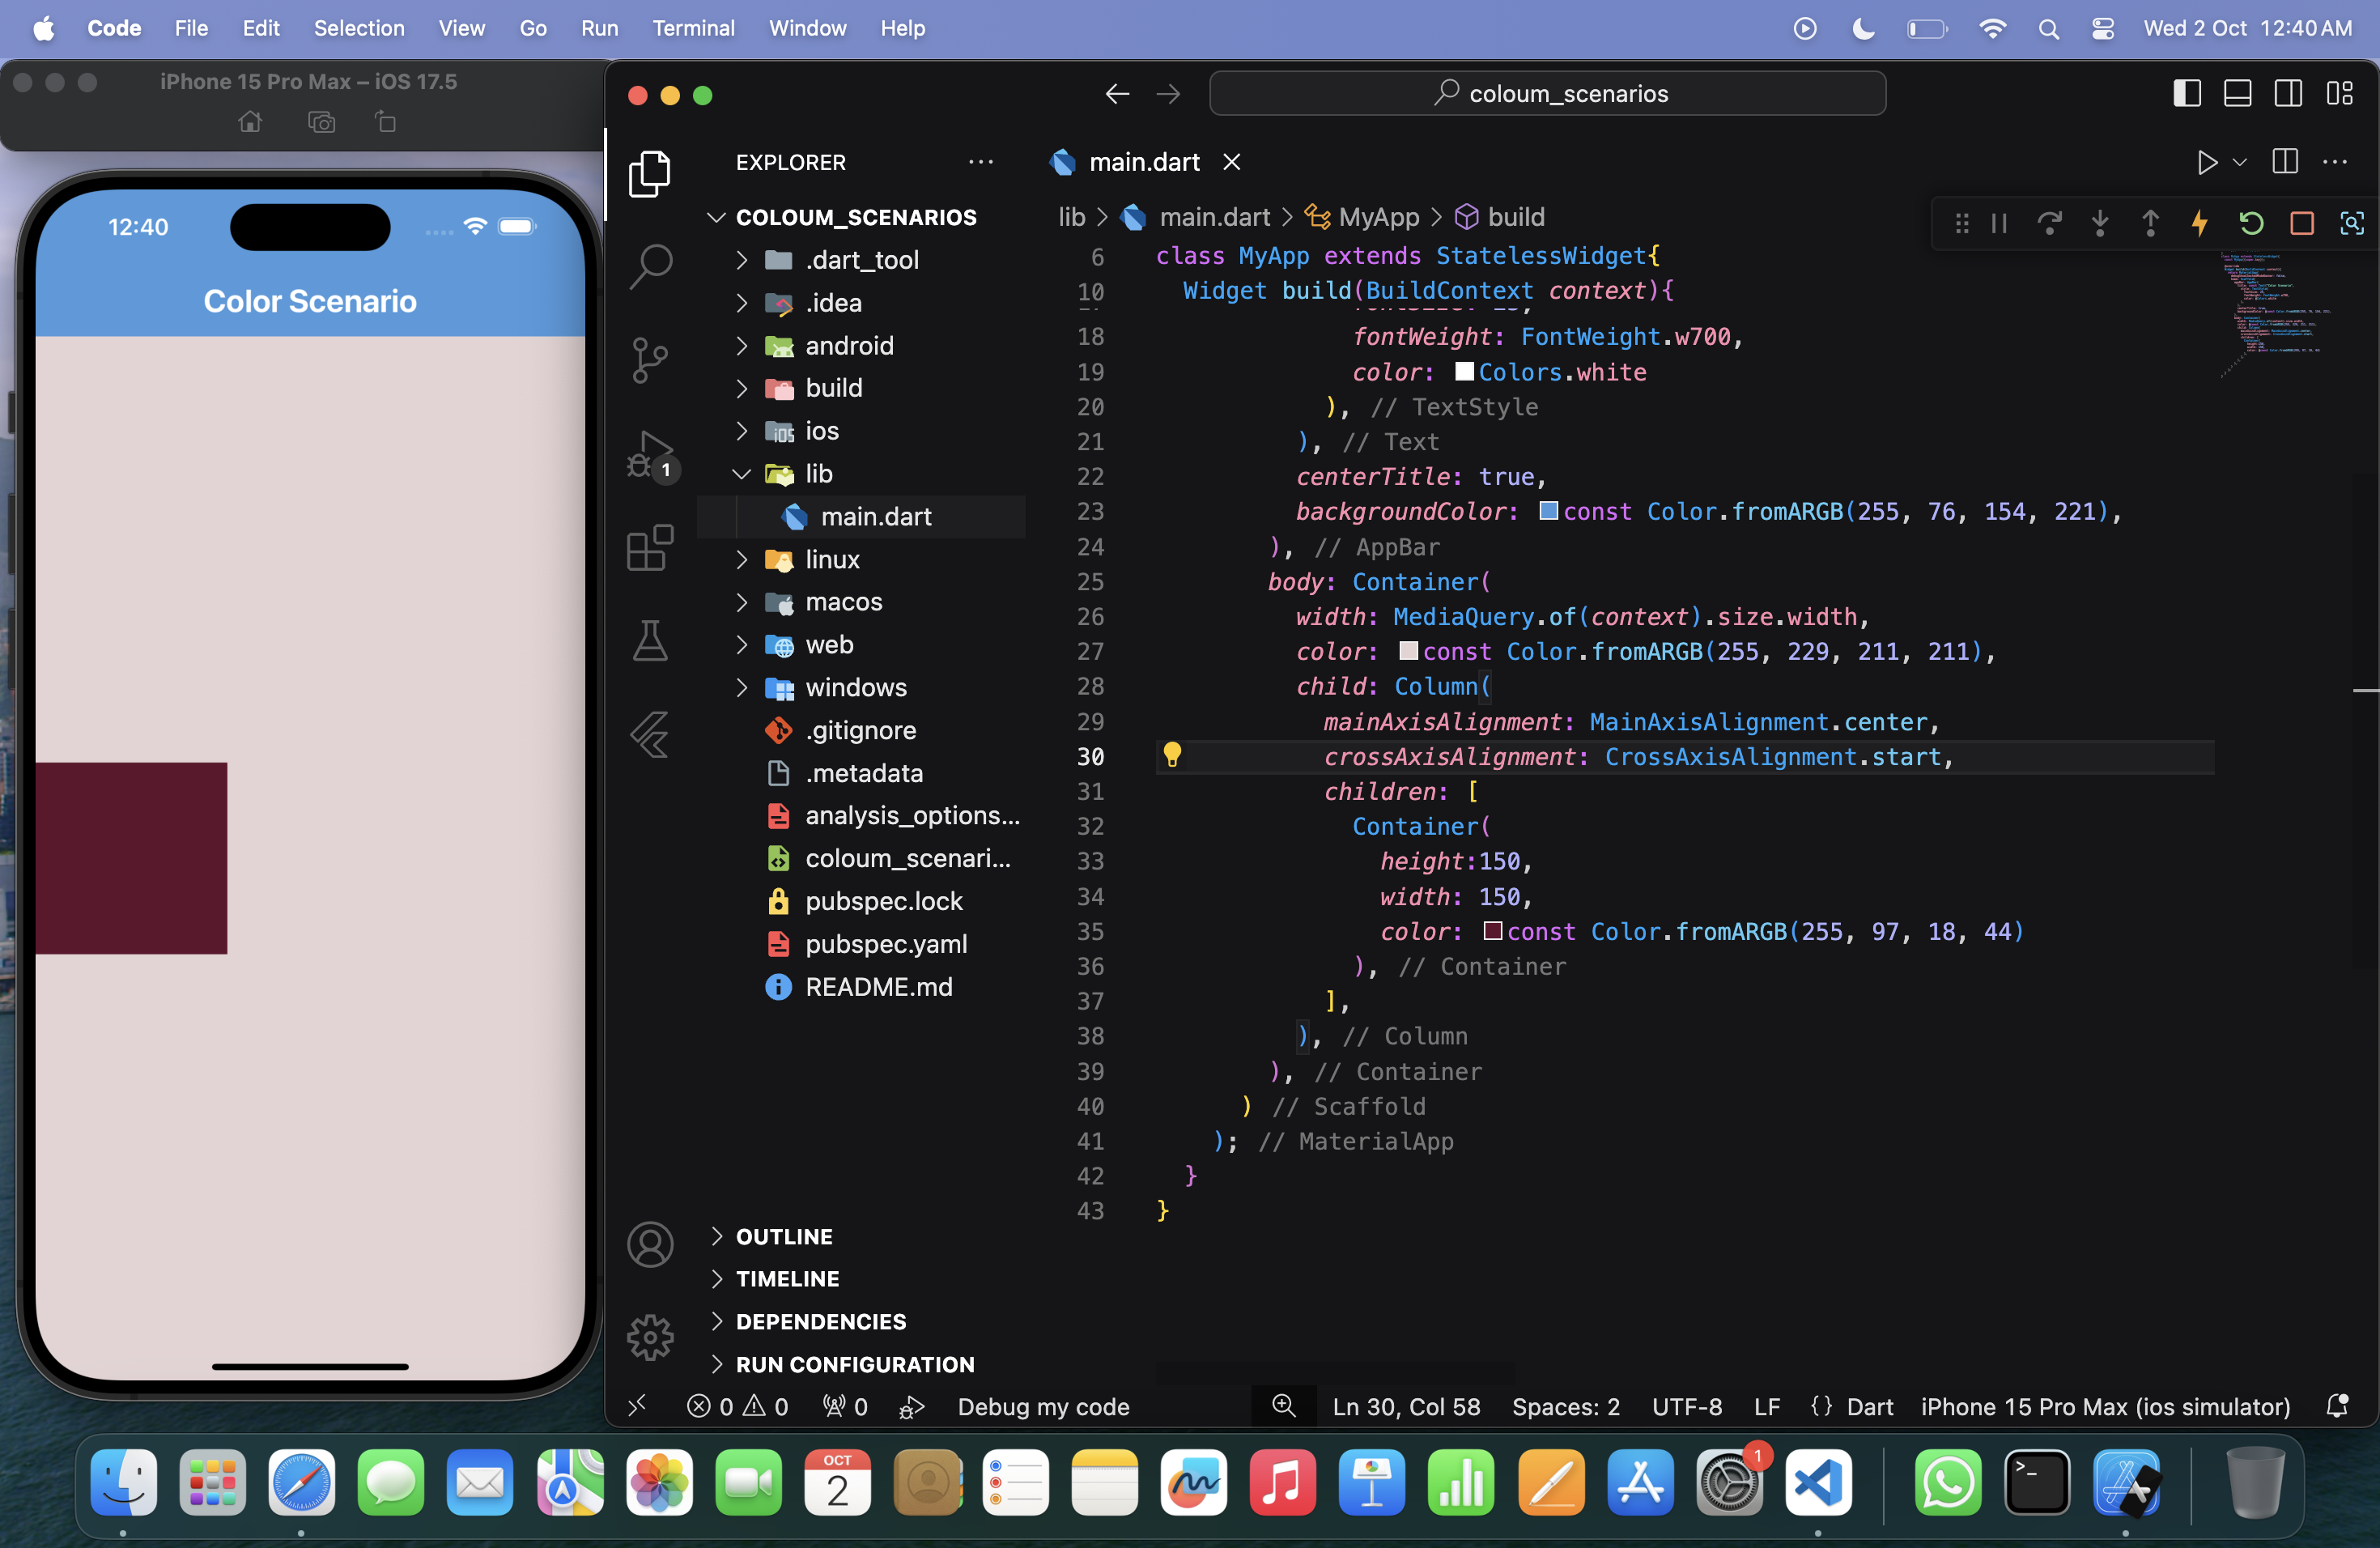 Code File Edit Selection View Go Run Terminal Window Help Wed 2 Oct 12:40 AM
iPhone 15 Pro Max – iOS 17.5
12:40
Color Scenario
coloum_scenarios
EXPLORER
COLOUM_SCENARIOS
.dart_tool
.idea
android
build
iOS ios
lib
main.dart
linux
macos
web
windows
.gitignore
.metadata
analysis_options...
coloum_scenari...
pubspec.lock
pubspec.yaml
README.md
OUTLINE
TIMELINE
DEPENDENCIES
RUN CONFIGURATION
1
main.dart
lib > main.dart > MyApp > build
6 class MyApp extends StatelessWidget{
10 Widget build(BuildContext context){
18 fontWeight: FontWeight.w700,
19 color: Colors.white
20 ), // TextStyle
21 ), // Text
22 centerTitle: true,
23 backgroundColor: const Color.fromARGB(255, 76, 154, 221),
24 ), // AppBar
25 body: Container(
26 width: MediaQuery.of(context).size.width,
27 color: const Color.fromARGB(255, 229, 211, 211),
28 child: Column(
29 mainAxisAlignment: MainAxisAlignment.center,
30 crossAxisAlignment: CrossAxisAlignment.start,
31 children: [
32 Container(
33 height:150,
34 width: 150,
35 color: const Color.fromARGB(255, 97, 18, 44)
36 ), // Container
37 ],
38 ), // Column
39 ), // Container
40 ) // Scaffold
41 ); // MaterialApp
42 }
43 }
0 0 0 Debug my code Ln 30, Col 58 Spaces: 2 UTF-8 LF {} Dart iPhone 15 Pro Max (ios simulator)
OCT
2
1
>_